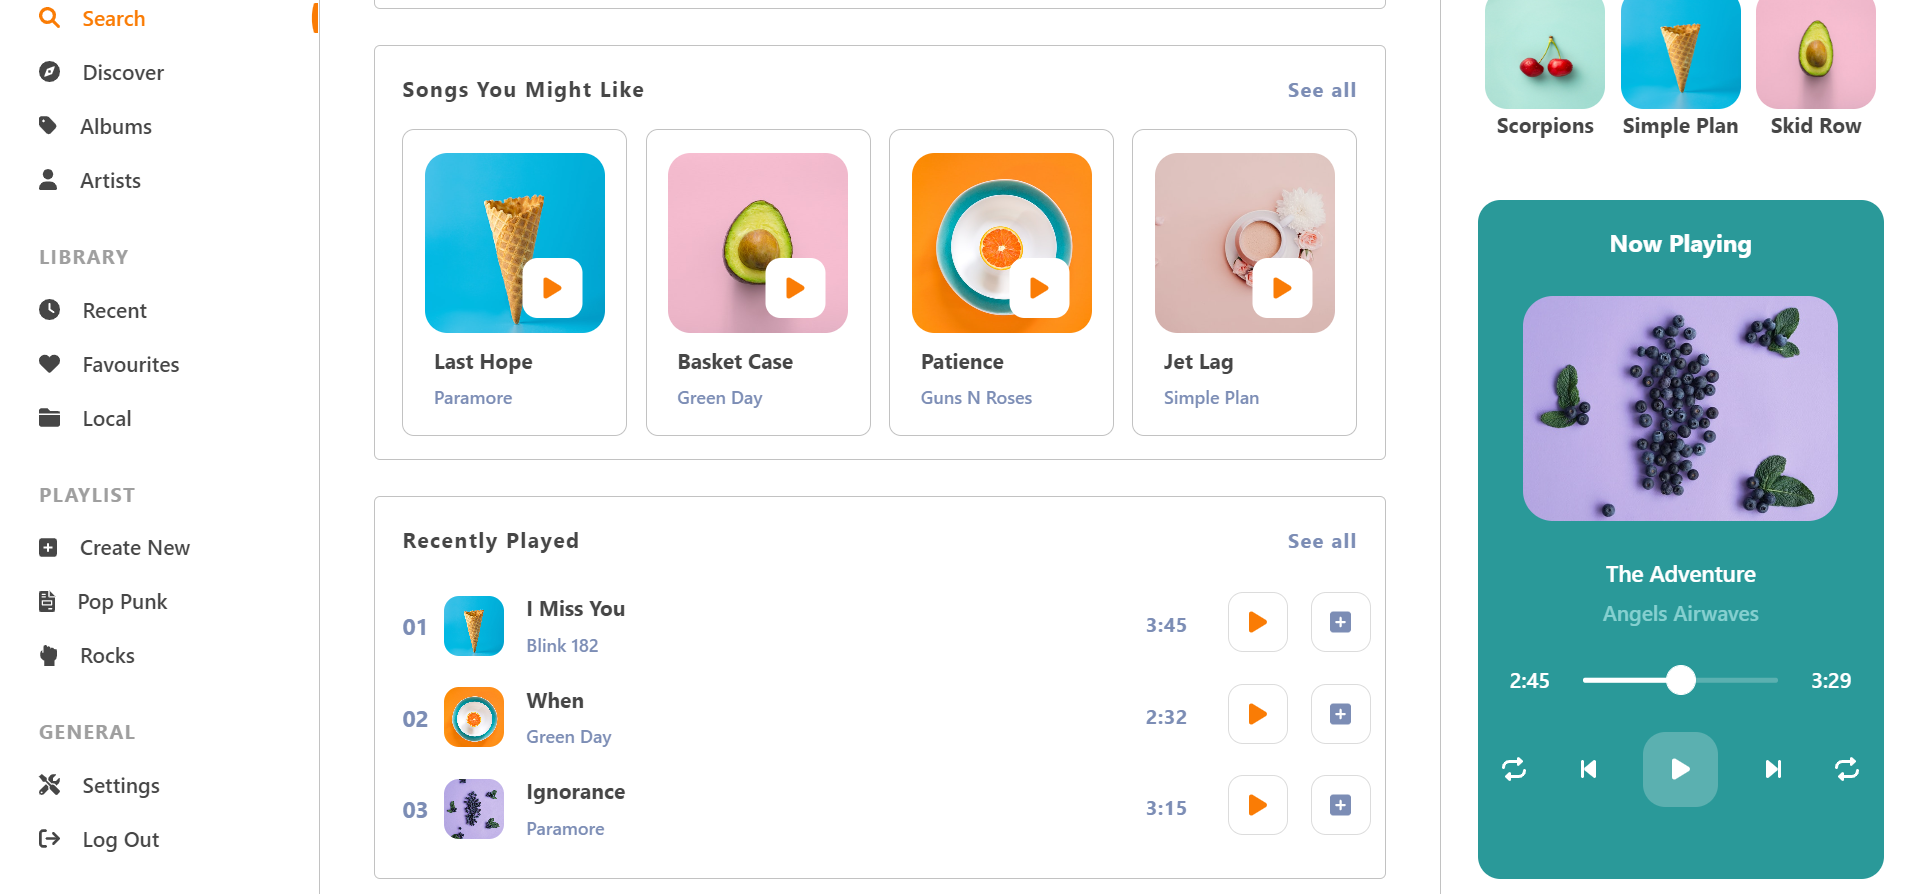 Search
Discover
Albums
Artists
LIBRARY
Recent
Favourites
Local
PLAYLIST
Create New
Pop Punk
Rocks
GENERAL
Settings
Log Out
Songs You Might Like
See all
Last Hope
Paramore
Basket Case
Green Day
Patience
Guns N Roses
Jet Lag
Simple Plan
Recently Played
See all
01
I Miss You
Blink 182
3:45
02
When
Green Day
2:32
03
Ignorance
Paramore
3:15
Scorpions
Simple Plan
Skid Row
Now Playing
The Adventure
Angels Airwaves
2:45
3:29